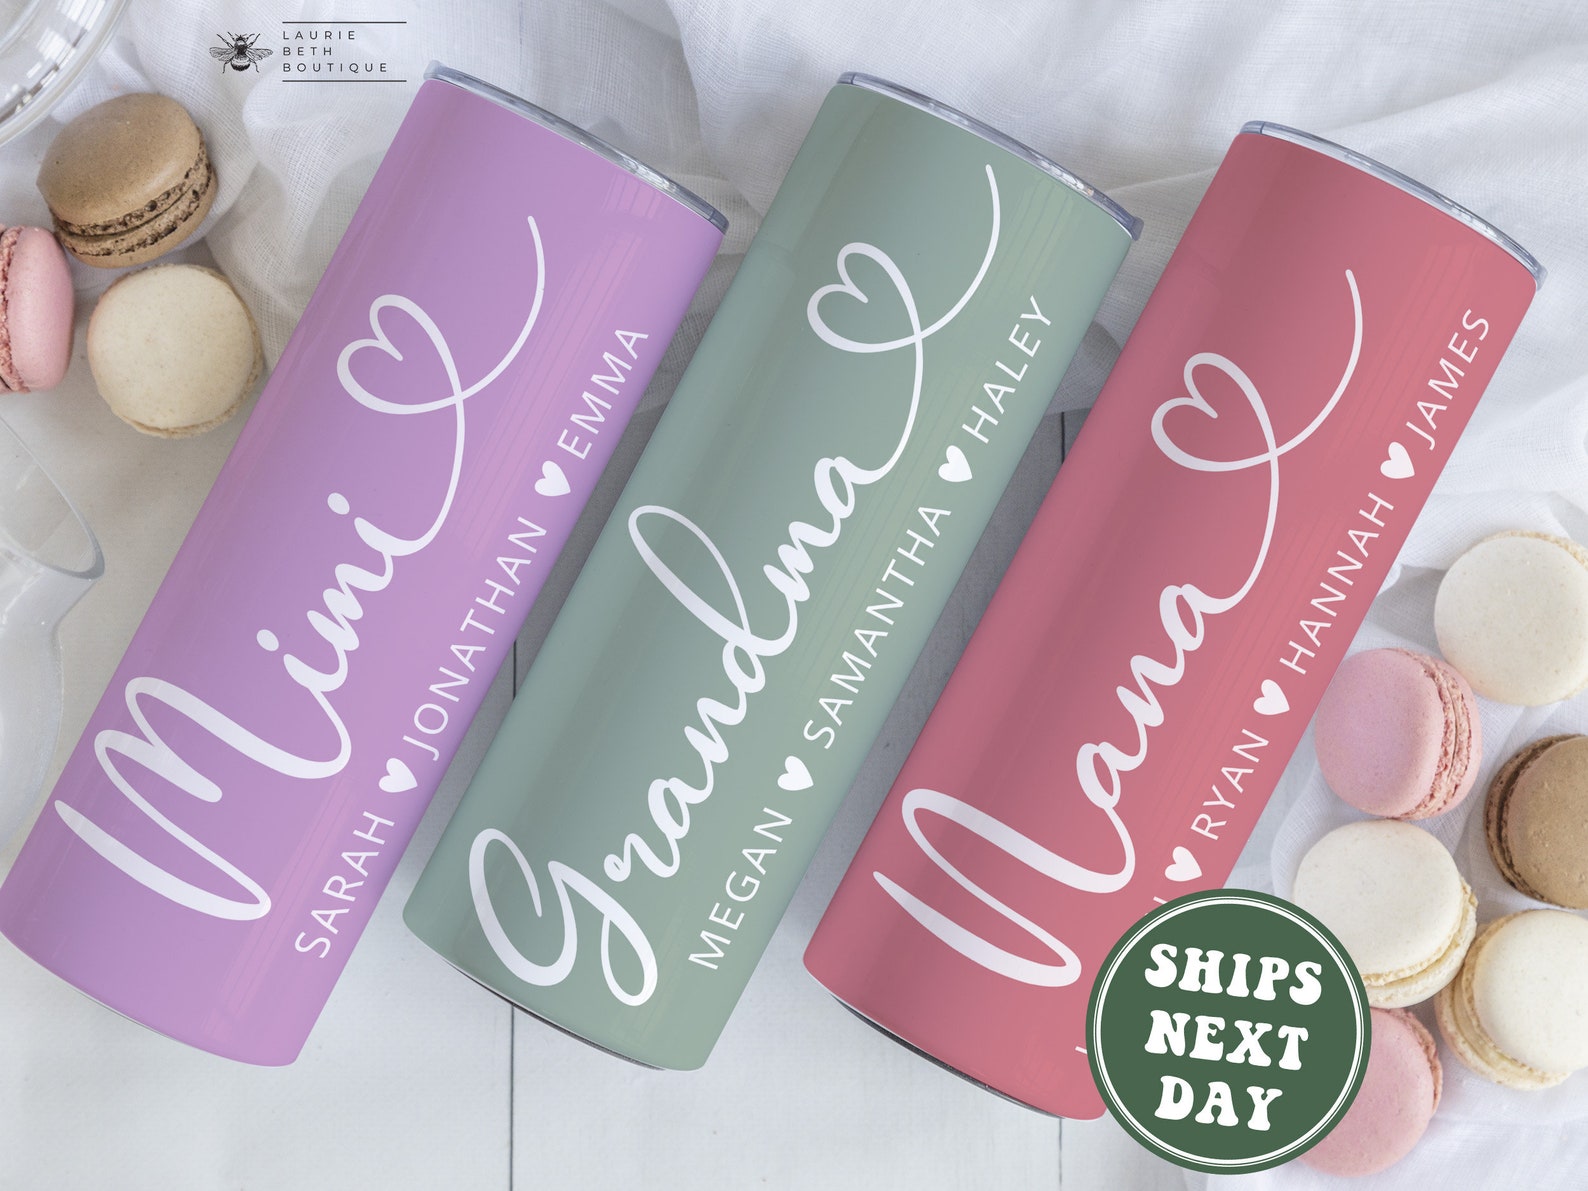 LAURIE
BETH
BOUTIQUE
Mimi
SARAH ♥ JONATHAN ♥ EMMA
Grandma
MEGAN ♥ SAMANTHA ♥ HALEY
Nana
♥ RYAN ♥ HANNAH ♥ JAMES
SHIPS
NEXT
DAY